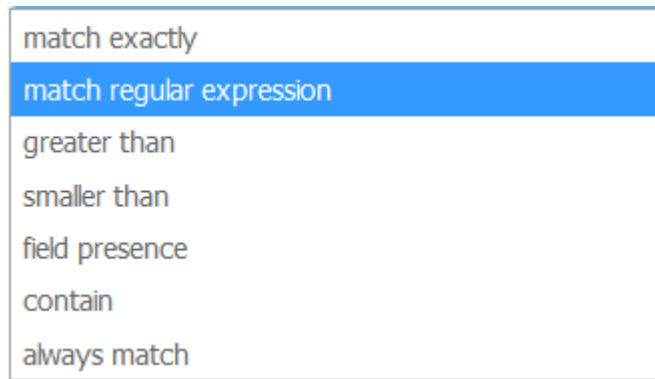 match exactly
match regular expression
greater than
smaller than
field presence
contain
always match